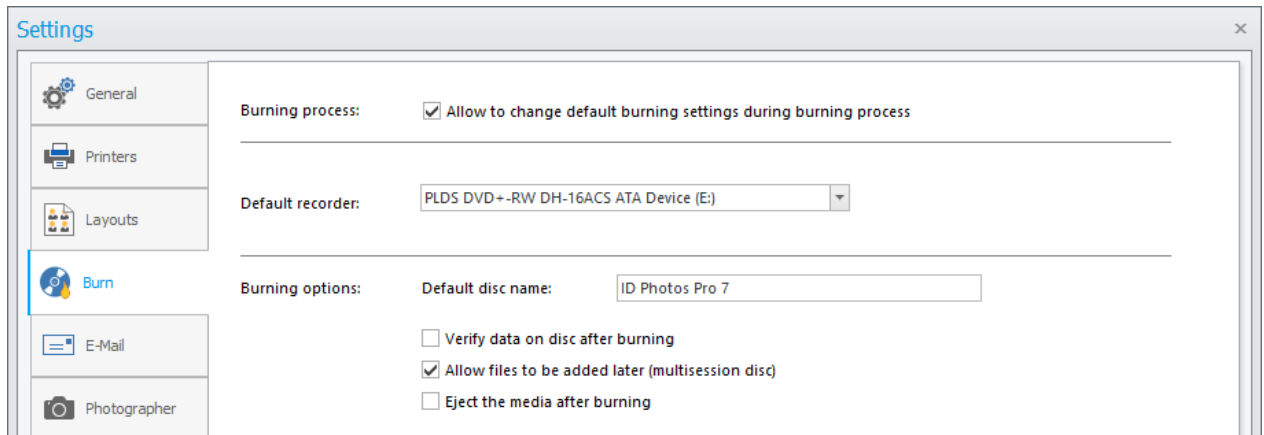 Settings
General
Printers
Layouts
Burn
E-Mail
Photographer
Burning process: Allow to change default burning settings during burning process
Default recorder: PLDS DVD+-RW DH-16ACS ATA Device (E:)
Burning options: Default disc name: ID Photos Pro 7
Verify data on disc after burning
Allow files to be added later (multisession disc)
Eject the media after burning